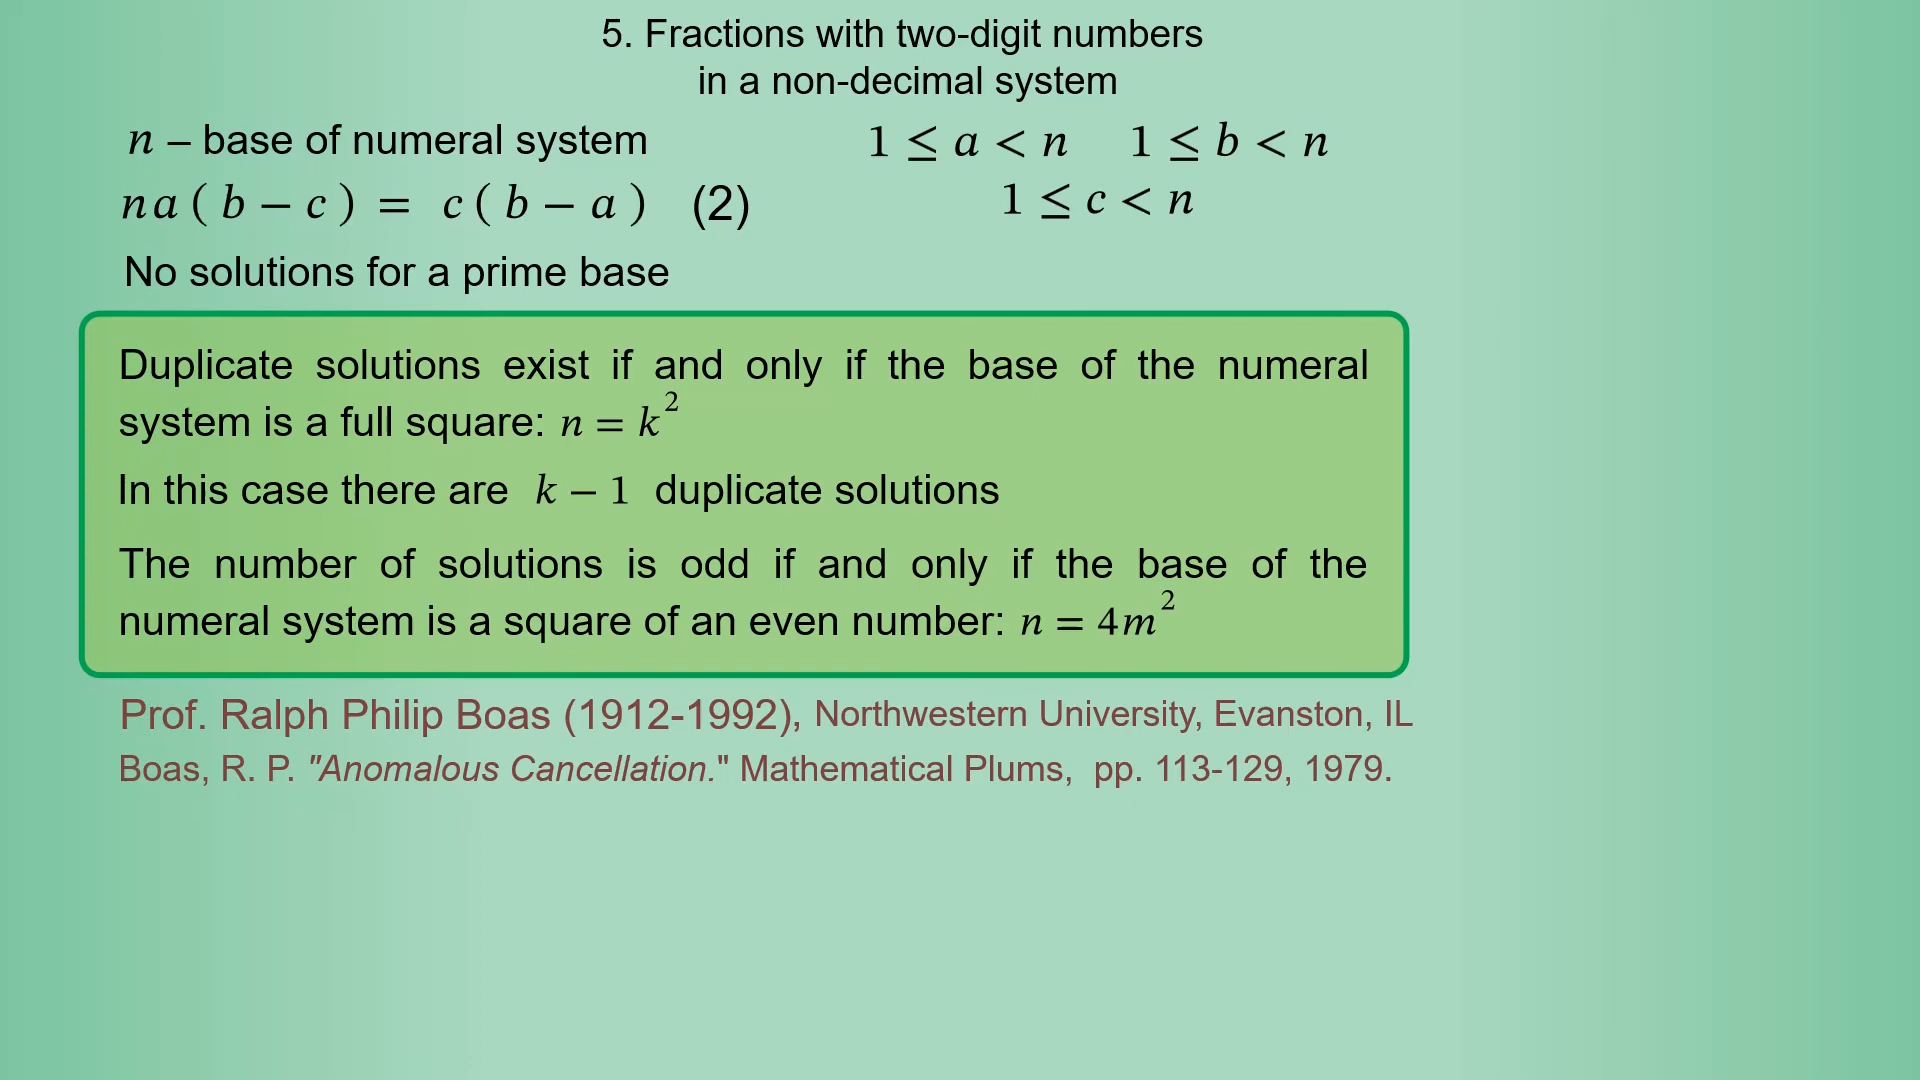 5. Fractions with two-digit numbers
in a non-decimal system
n – base of numeral system
1 ≤ a < n 1 ≤ b < n
na ( b − c ) = c ( b − a ) (2)
1 ≤ c < n
No solutions for a prime base
Duplicate solutions exist if and only if the base of the numeral
system is a full square: n = k²
In this case there are k − 1 duplicate solutions
The number of solutions is odd if and only if the base of the
numeral system is a square of an even number: n = 4m²
Prof. Ralph Philip Boas (1912-1992), Northwestern University, Evanston, IL
Boas, R. P. "Anomalous Cancellation." Mathematical Plums, pp. 113-129, 1979.